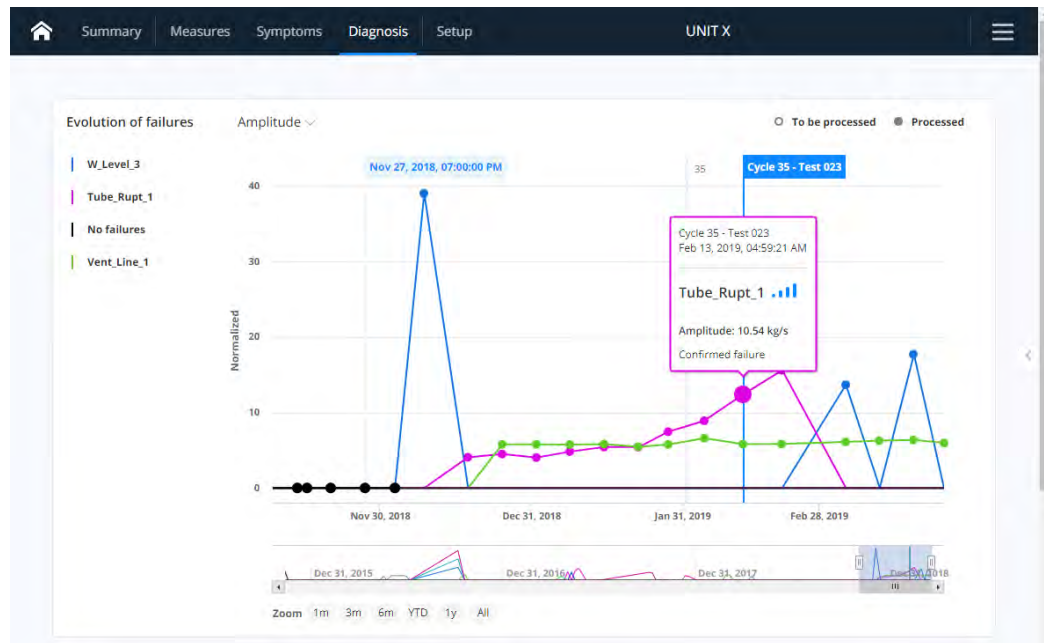 Summary Measures Symptoms Diagnosis Setup UNIT X
Evolution of failures Amplitude To be processed Processed
W_Level_3
Tube_Rupt_1
No failures
Vent_Line_1
Nov 27, 2018, 07:00:00 PM 35 Cycle 35 - Test 023
40
30
20
10
0
Normalized
Cycle 35 - Test 023
Feb 13, 2019, 04:59:21 AM
Tube_Rupt_1
Amplitude: 10.54 kg/s
Confirmed failure
Nov 30, 2018 Dec 31, 2018 Jan 31, 2019 Feb 28, 2019
Dec 31, 2015 Dec 31, 2016 Dec 31, 2017 Dec 31, 2018
Zoom 1m 3m 6m YTD 1y All